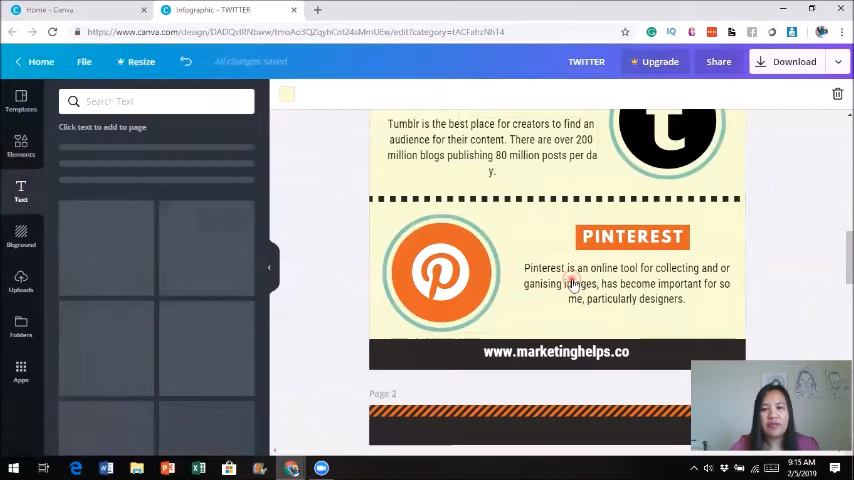 Home - Canva
Infographic - TWITTER
https://www.canva.com/design/DADQvIRNbww/tmoAo3QZqyhCnt24sMmUEw/edit?category=tACFahzNhT4
Home
File
Resize
All changes saved
TWITTER
Upgrade
Share
Download
Templates
Elements
Text
Bkground
Uploads
Folders
Apps
Search Text
Click text to add to page
Tumblr is the best place for creators to find an
audience for their content. There are over 200
million blogs publishing 80 million posts per da
y.
PINTEREST
Pinterest is an online tool for collecting and or
ganising images, has become important for so
me, particularly designers.
www.marketinghelps.co
Page 2
9:15 AM
2/5/2019